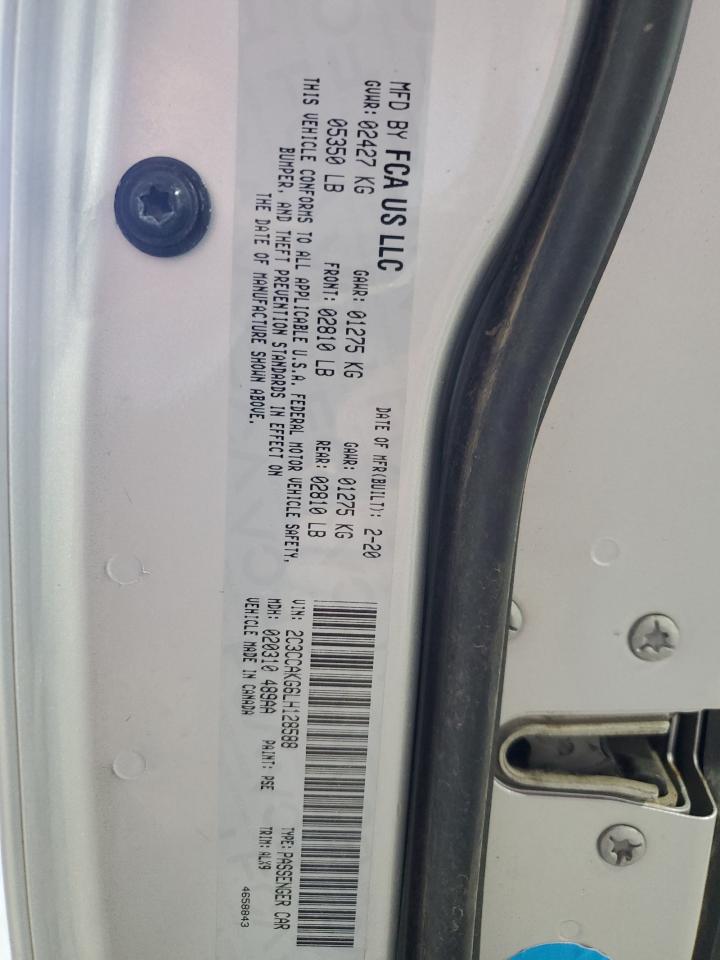 MFD BY FCA US LLC
DATE OF MFR(BUILT): 2-20
GVWR: 02427 KG
GAWR: 01275 KG
GAWR: 01275 KG
05350 LB
FRONT: 02810 LB
REAR: 02810 LB
THIS VEHICLE CONFORMS TO ALL APPLICABLE U.S.A. FEDERAL MOTOR VEHICLE SAFETY,
BUMPER, AND THEFT PREVENTION STANDARDS IN EFFECT ON
THE DATE OF MANUFACTURE SHOWN ABOVE.
VIN: 2C3CCAKG6LH128588
TYPE: PASSENGER CAR
MDH: 020310 489AA
PAINT: PSE
TRIM: ALX9
VEHICLE MADE IN CANADA
4658843